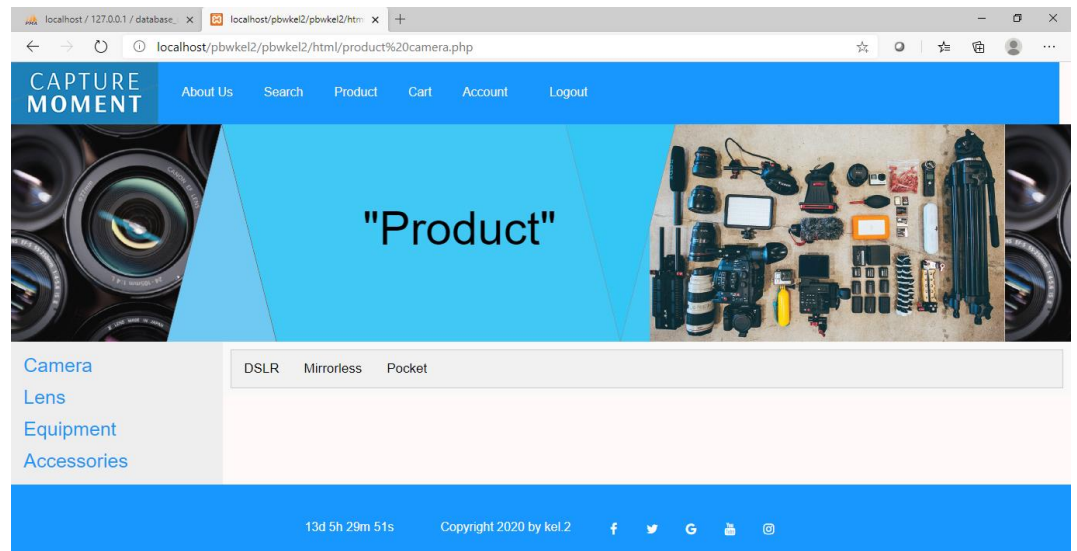 localhost / 127.0.0.1 / database_
localhost/pbwkel2/pbwkel2/htm
localhost/pbwkel2/pbwkel2/html/product%20camera.php
CAPTURE
MOMENT
About Us Search Product Cart Account Logout
"Product"
Camera
Lens
Equipment
Accessories
DSLR Mirrorless Pocket
13d 5h 29m 51s Copyright 2020 by kel.2